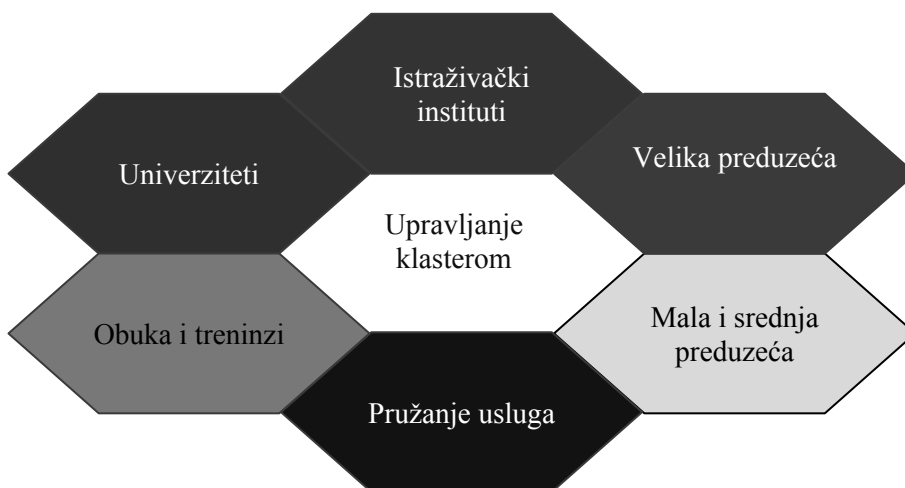 Istraživački
instituti
Velika preduzeća
Univerziteti
Upravljanje
klasterom
Mala i srednja
preduzeća
Obuka i treninzi
Pružanje usluga